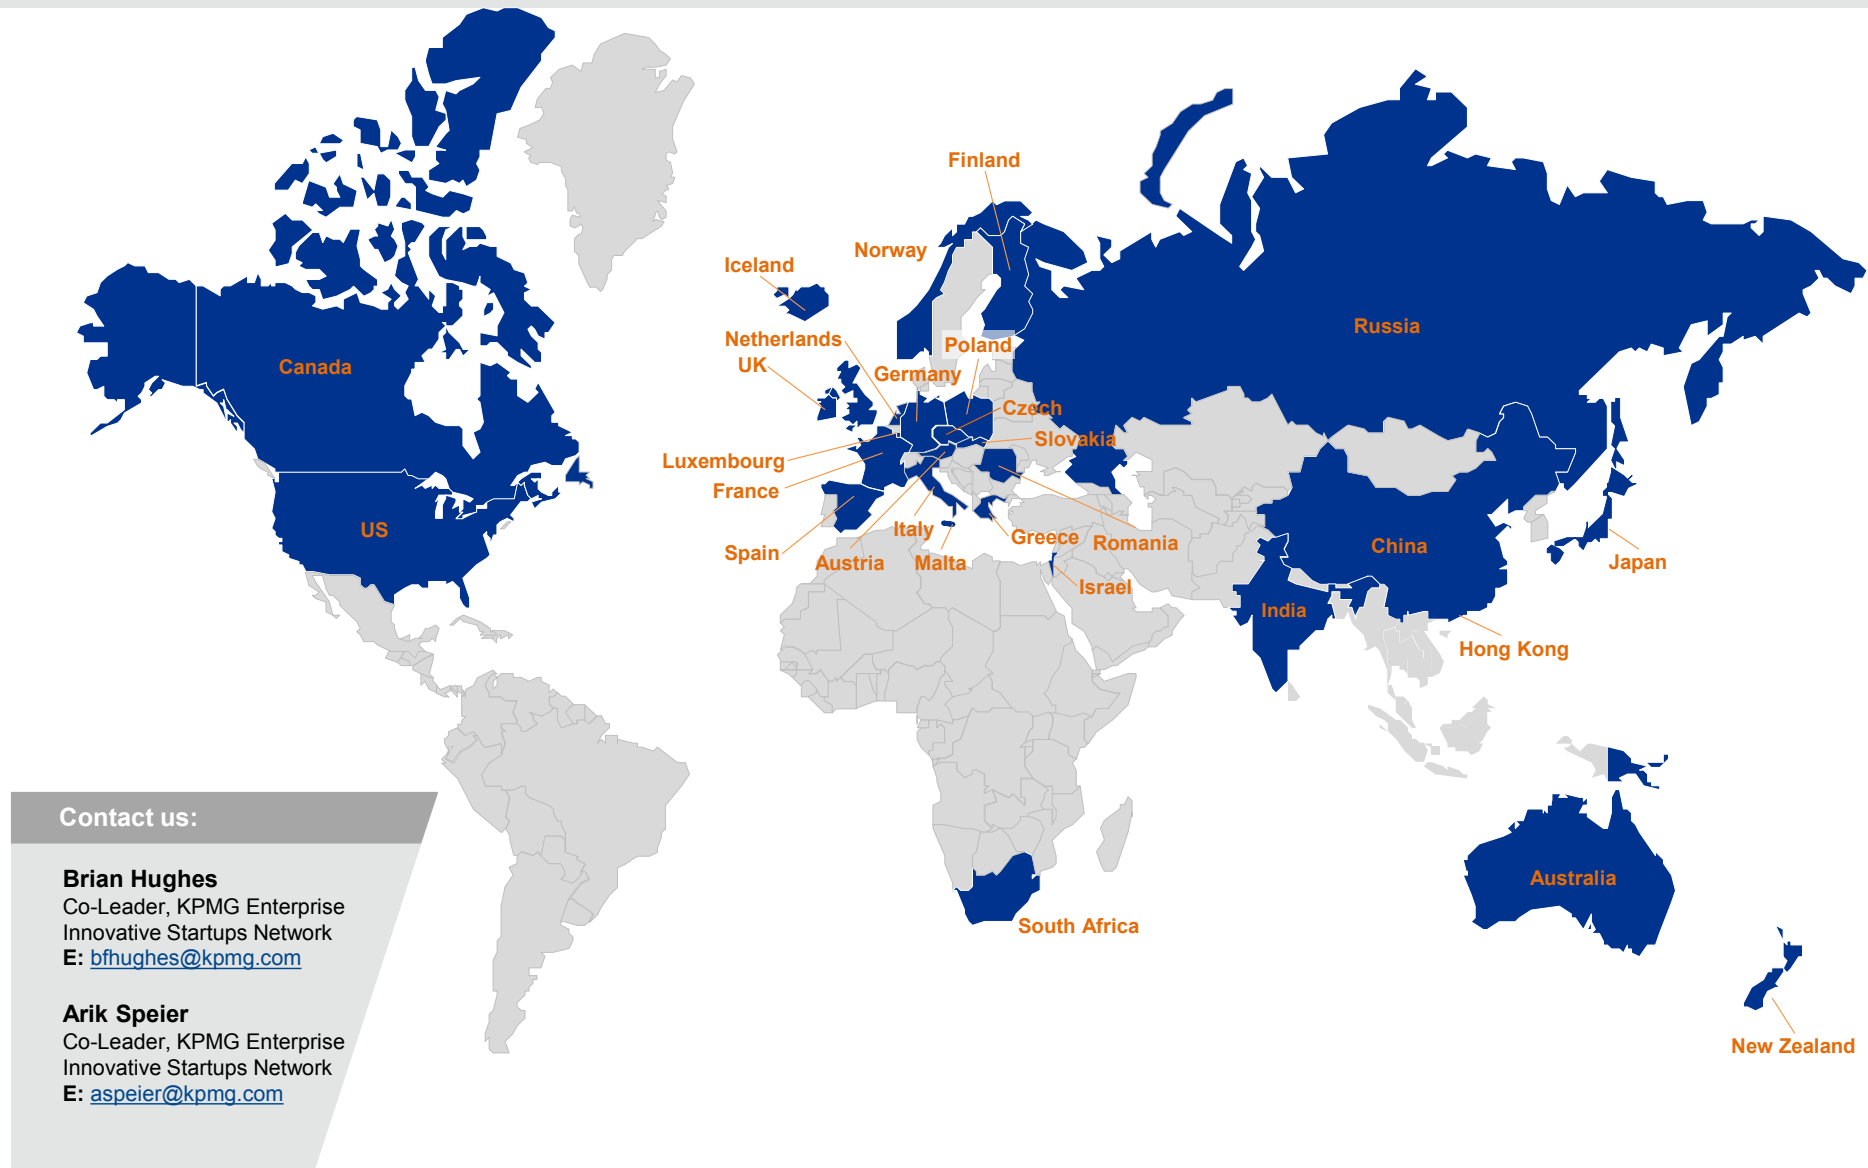 Finland
Norway
Iceland
Netherlands
Poland
UK
Germany
Russia
Canada
Czech
Slovakia
Luxembourg
France
US
Italy
Greece
Romania
China
Spain
Austria
Malta
Japan
Israel
India
Hong Kong
Australia
South Africa
New Zealand
Contact us:
Brian Hughes
Co-Leader, KPMG Enterprise
Innovative Startups Network
E: bfhughes@kpmg.com
Arik Speier
Co-Leader, KPMG Enterprise
Innovative Startups Network
E: aspeier@kpmg.com